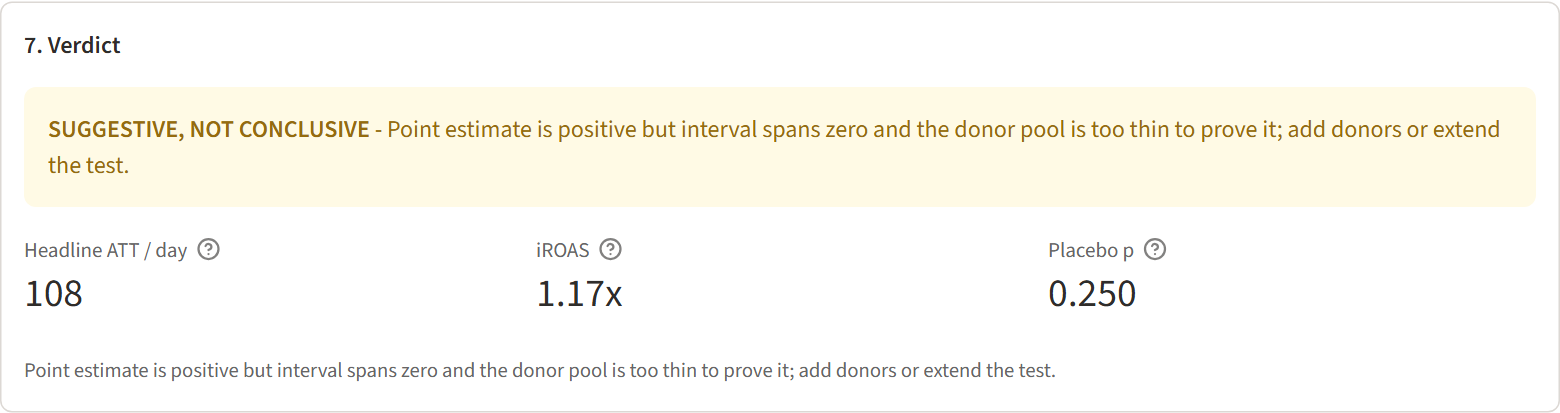 7. Verdict
SUGGESTIVE, NOT CONCLUSIVE - Point estimate is positive but interval spans zero and the donor pool is too thin to prove it; add donors or extend
the test.
Headline ATT / day ?
iROAS ?
Placebo p ?
108
1.17x
0.250
Point estimate is positive but interval spans zero and the donor pool is too thin to prove it; add donors or extend the test.